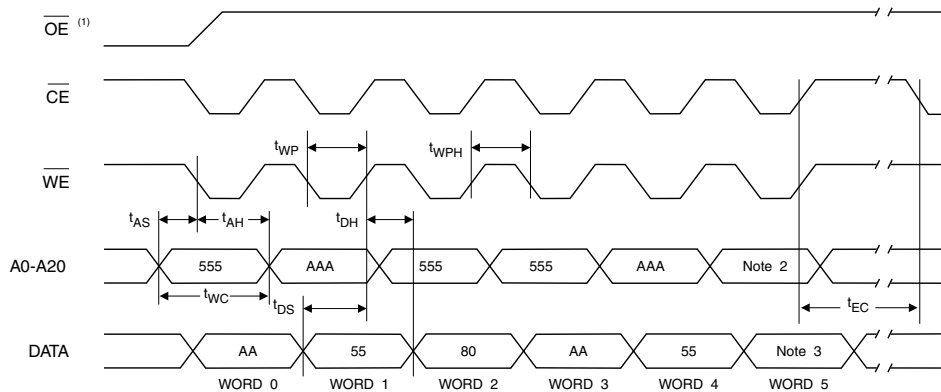 OE (1)
CE
tWP
tWPH
WE
tAS
tAH
tDH
A0-A20
555
AAA
555
555
AAA
Note 2
tWC
tDS
tEC
DATA
AA
55
80
AA
55
Note 3
WORD 0
WORD 1
WORD 2
WORD 3
WORD 4
WORD 5